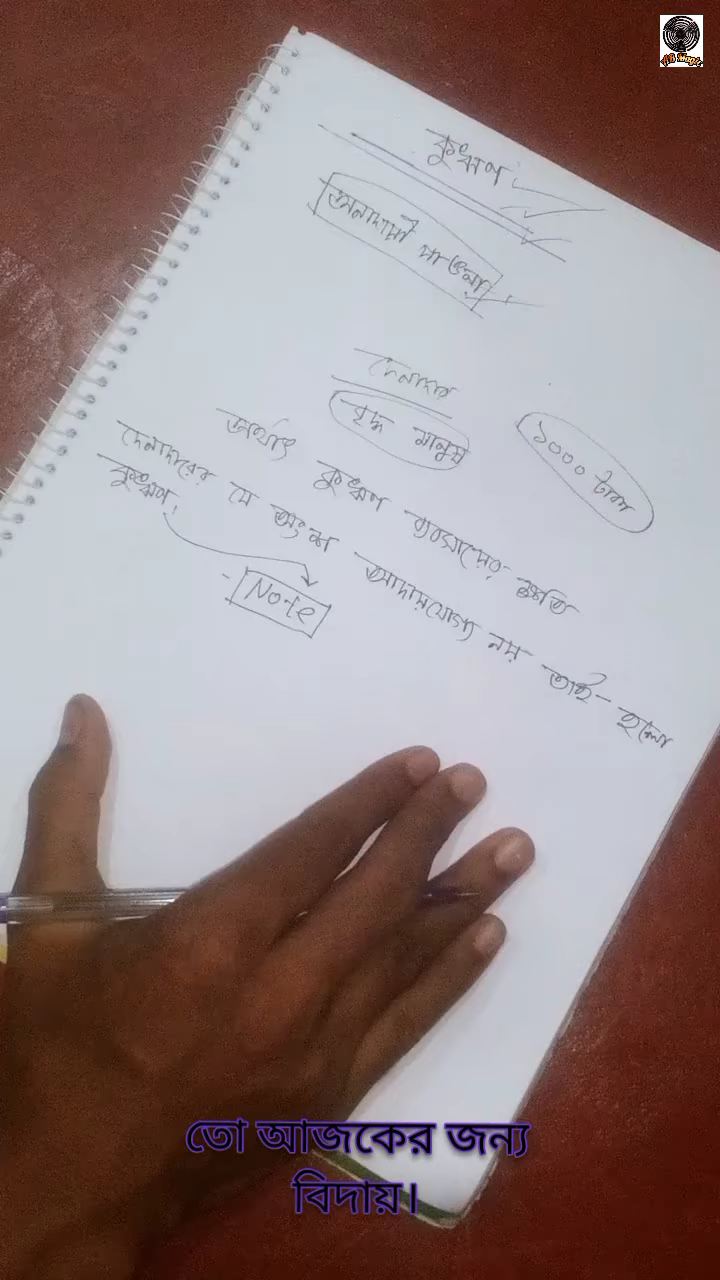 কুঋণ
অনাদায়ী পাওনা
দেনাদার
বৃদ্ধ মানুষ
১০০০ টাকা
অর্থাৎ কুঋণ ব্যবসায়ের ক্ষতি
দেনাদারের যে অংশ আদায়যোগ্য নয় তাই- হলো
কুঋণ।
Note
তো আজকের জন্য
বিদায়।